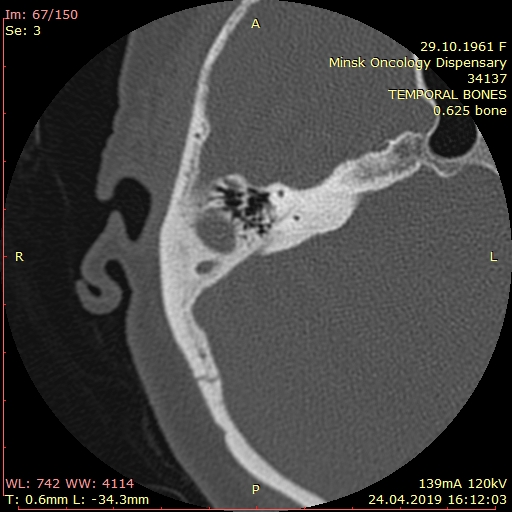 Im: 67/150
Se: 3
A
29.10.1961 F
Minsk Oncology Dispensary
34137
TEMPORAL BONES
0.625 bone
R
L
WL: 742 WW: 4114
T: 0.6mm L: -34.3mm
P
139mA 120kV
24.04.2019 16:12:03